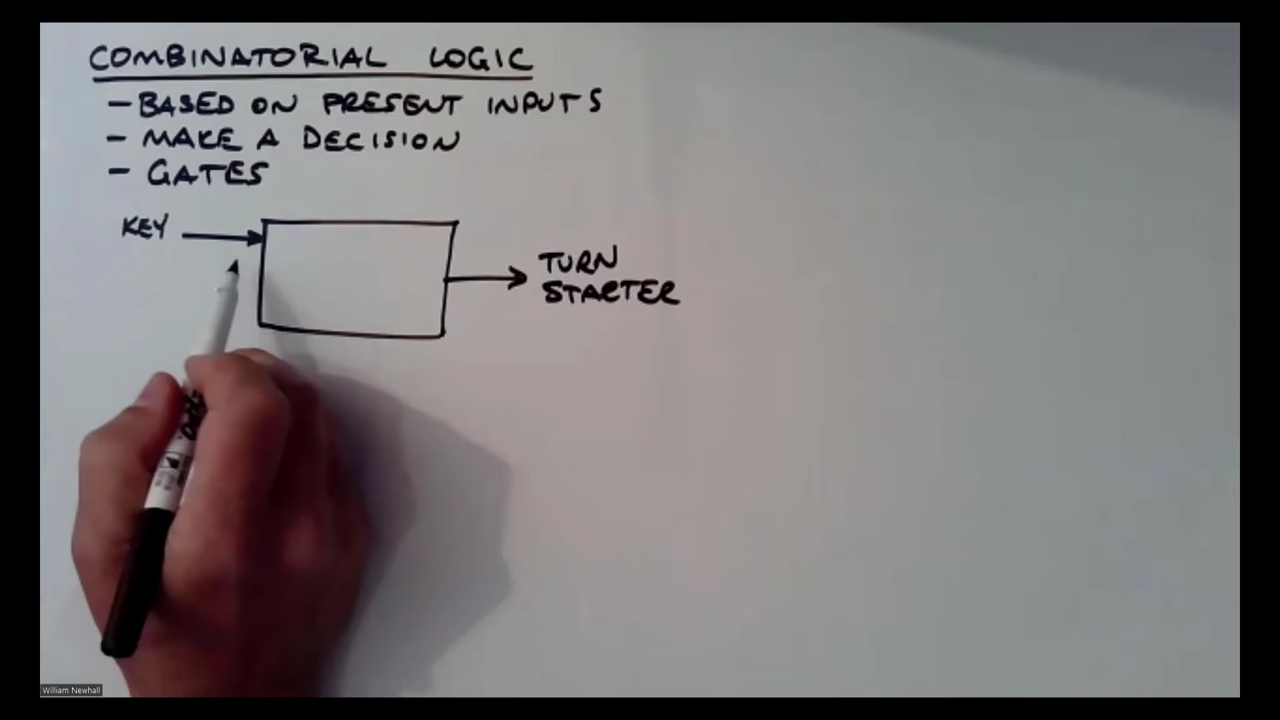 COMBINATORIAL LOGIC
- BASED ON PRESENT INPUTS
- MAKE A DECISION
- GATES
KEY
TURN
STARTER
William Newhall